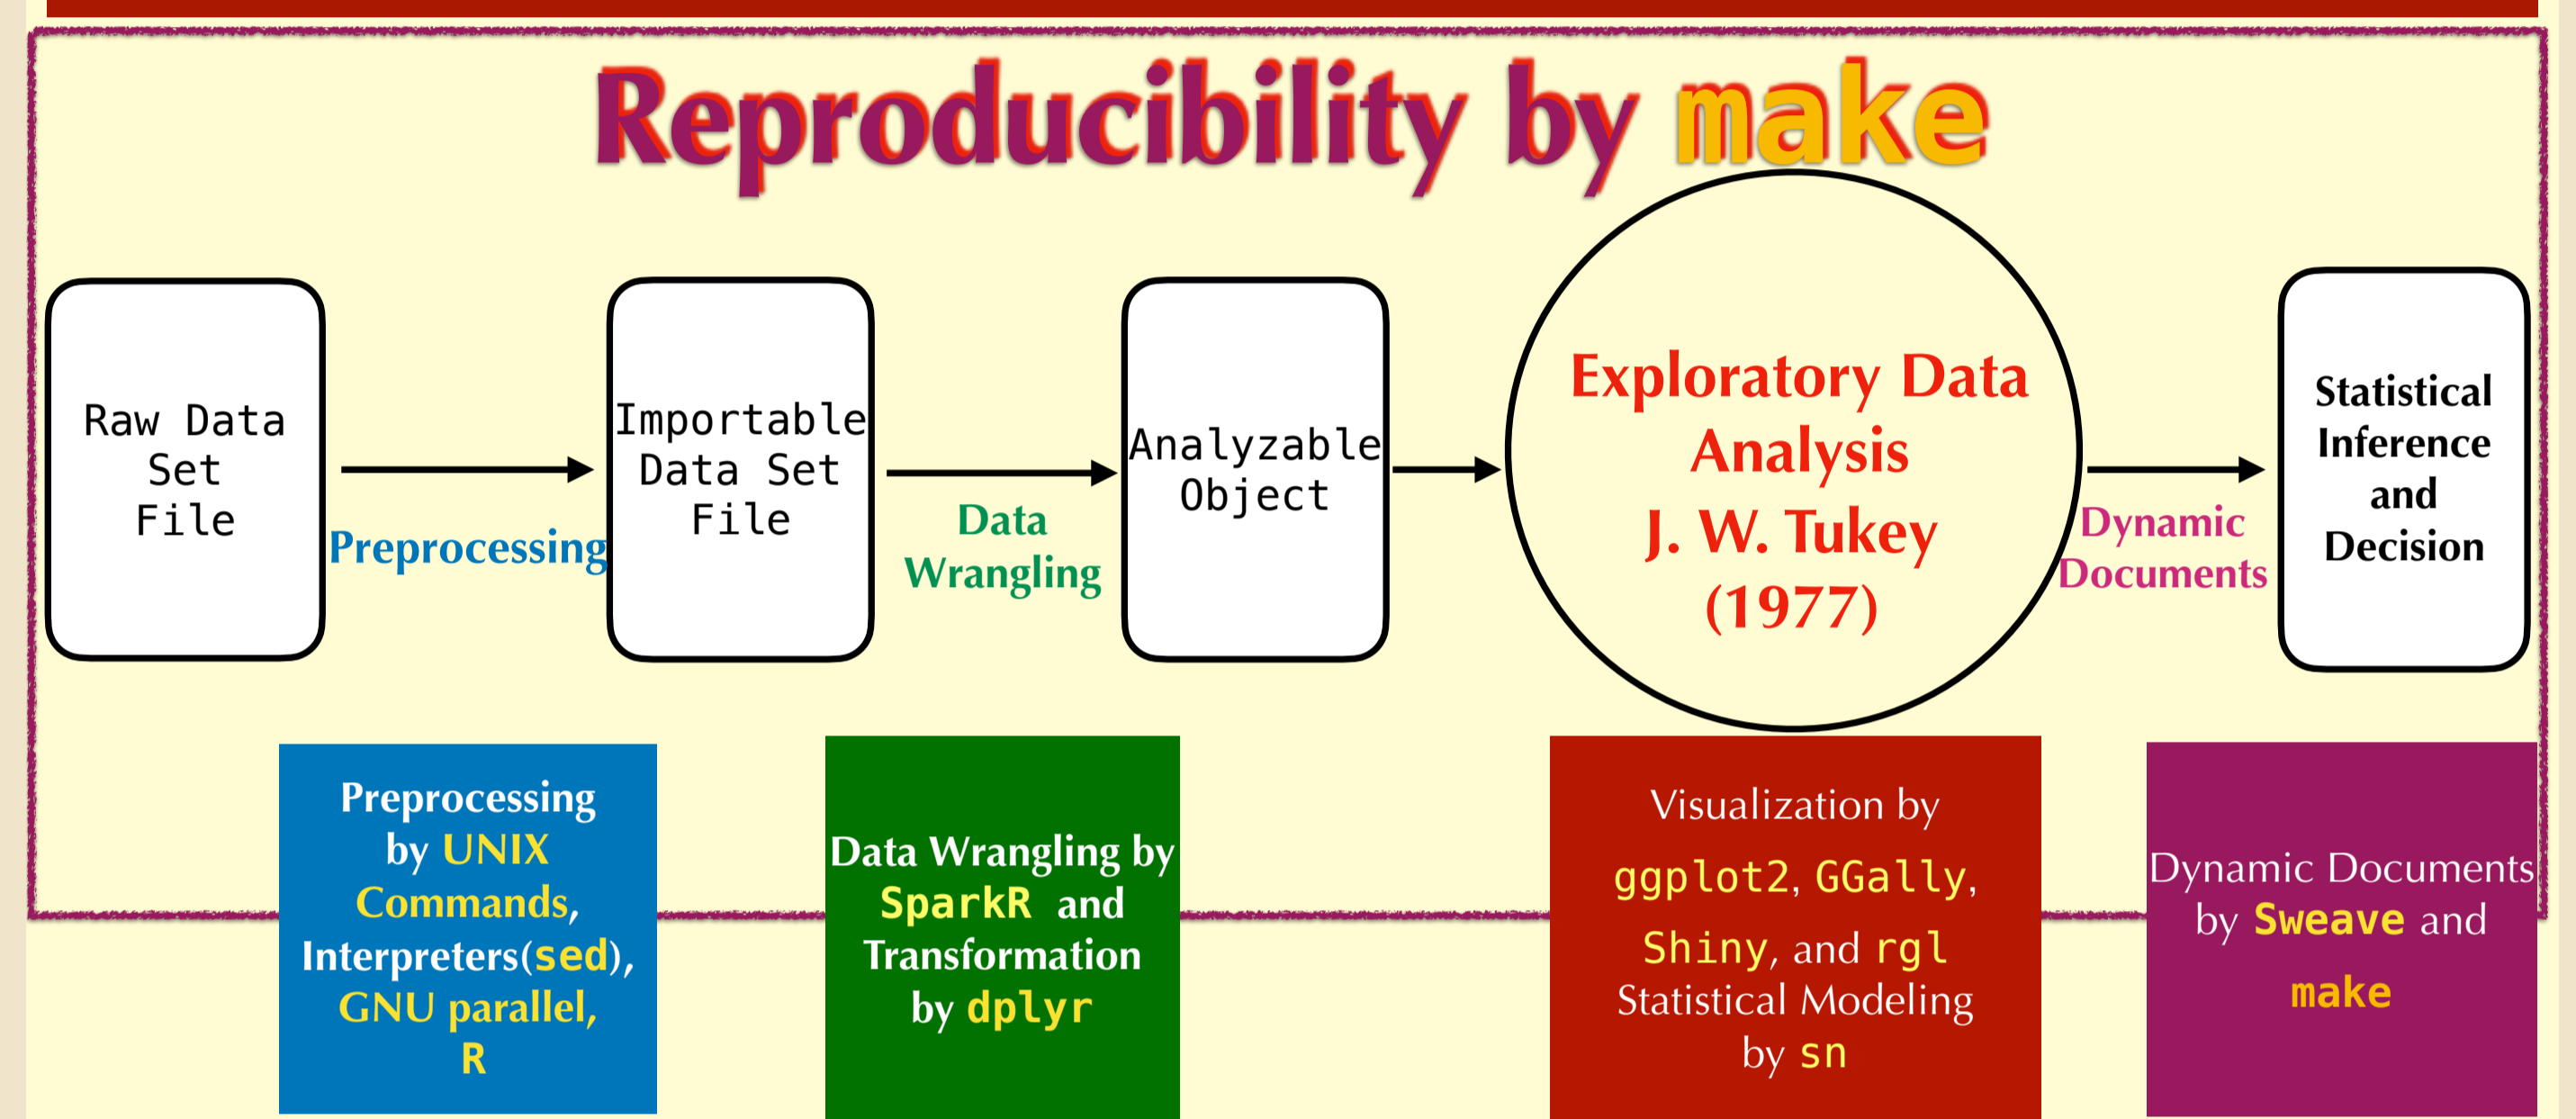 Reproducibility by make
Raw Data
Set
File
Preprocessing
Importable
Data Set
File
Data
Wrangling
Analyzable
Object
Exploratory Data
Analysis
J. W. Tukey
(1977)
Dynamic
Documents
Statistical
Inference
and
Decision
Preprocessing
by UNIX
Commands,
Interpreters(sed),
GNU parallel,
R
Data Wrangling by
SparkR and
Transformation
by dplyr
Visualization by
ggplot2, GGally,
Shiny, and rgl
Statistical Modeling
by sn
Dynamic Documents
by Sweave and
make